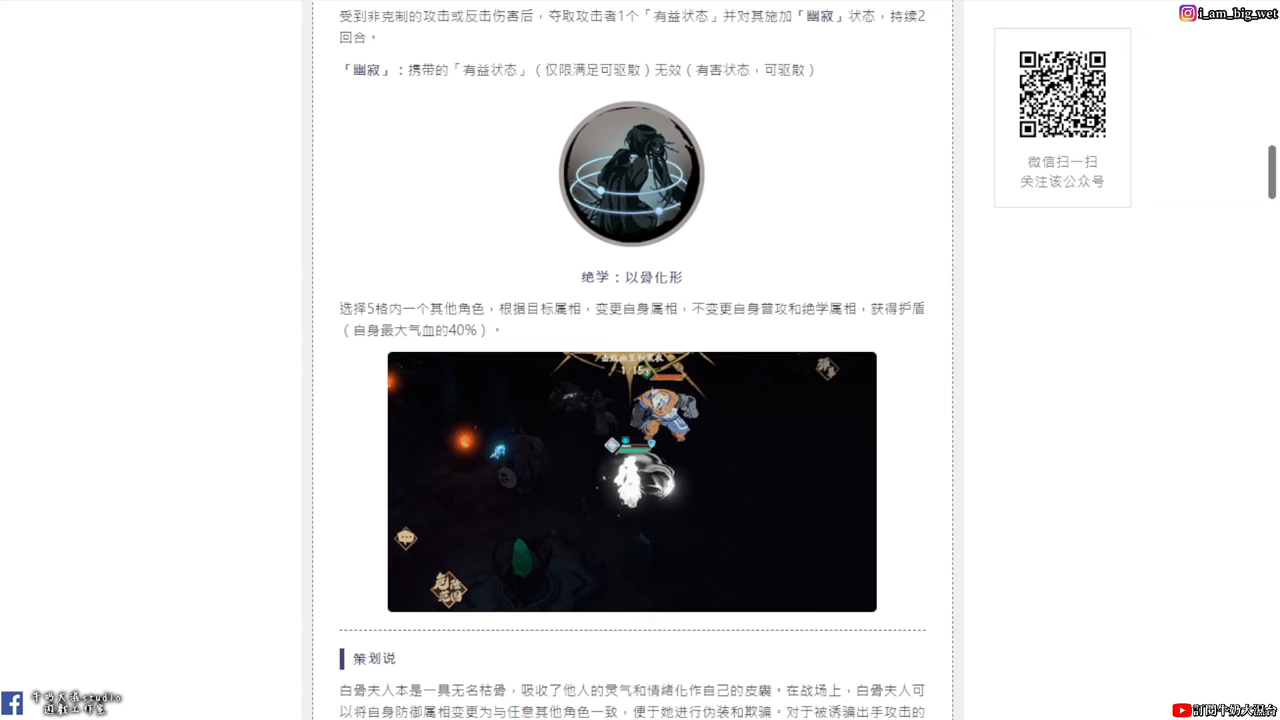 受到非克制的攻击或反击伤害后，夺取攻击者1个「有益状态」并对其施加「幽寂」状态，持续2
回合。
「幽寂」：携带的「有益状态」（仅限满足可驱散）无效（有害状态，可驱散）
绝学：以骨化形
选择5格内一个其他角色，根据目标属相，变更自身属相，不变更自身普攻和绝学属相，获得护盾
（自身最大气血的40%）。
1/15
策划说
白骨夫人本是一具无名枯骨，吸收了他人的灵气和情绪化作自己的皮囊。在战场上，白骨夫人可
以将自身防御属相变更为与任意其他角色一致，便于她进行伪装和欺骗。对于被诱骗出手攻击的
i_am_big_wet
微信扫一扫
关注该公众号
studio
遊戲工作室
訂閱牛奶大混台